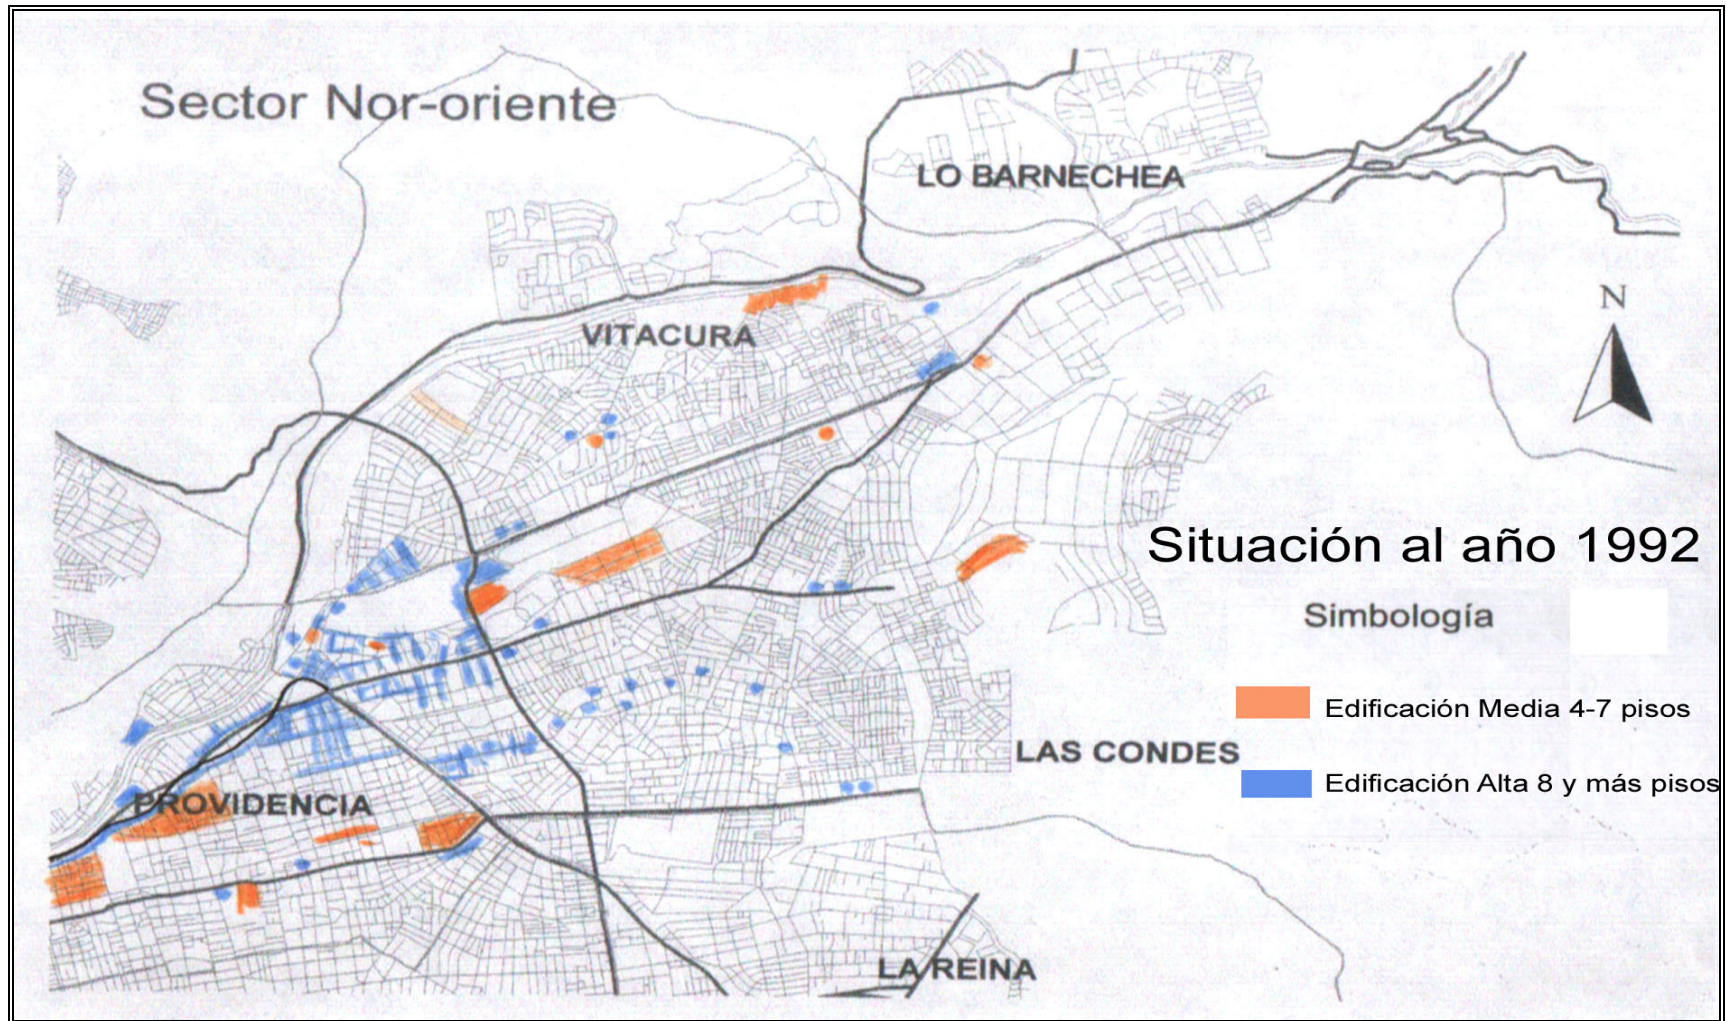 Sector Nor-oriente
LO BARNECHEA
N
VITACURA
Situación al año 1992
Simbología
Edificación Media 4-7 pisos
LAS CONDES
Edificación Alta 8 y más pisos
PROVIDENCIA
LA REINA